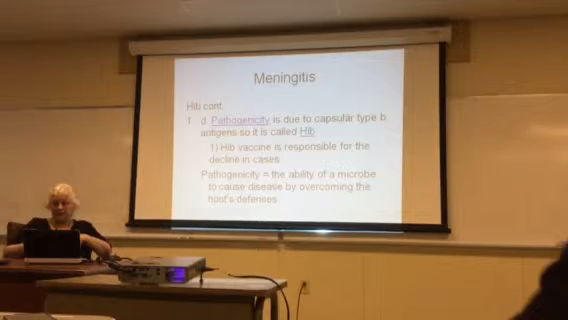 Meningitis
Hib cont.
1. d. Pathogenicity is due to capsular type b
antigens so it is called Hib
1) Hib vaccine is responsible for the
decline in cases
Pathogenicity = the ability of a microbe
to cause disease by overcoming the
host's defenses